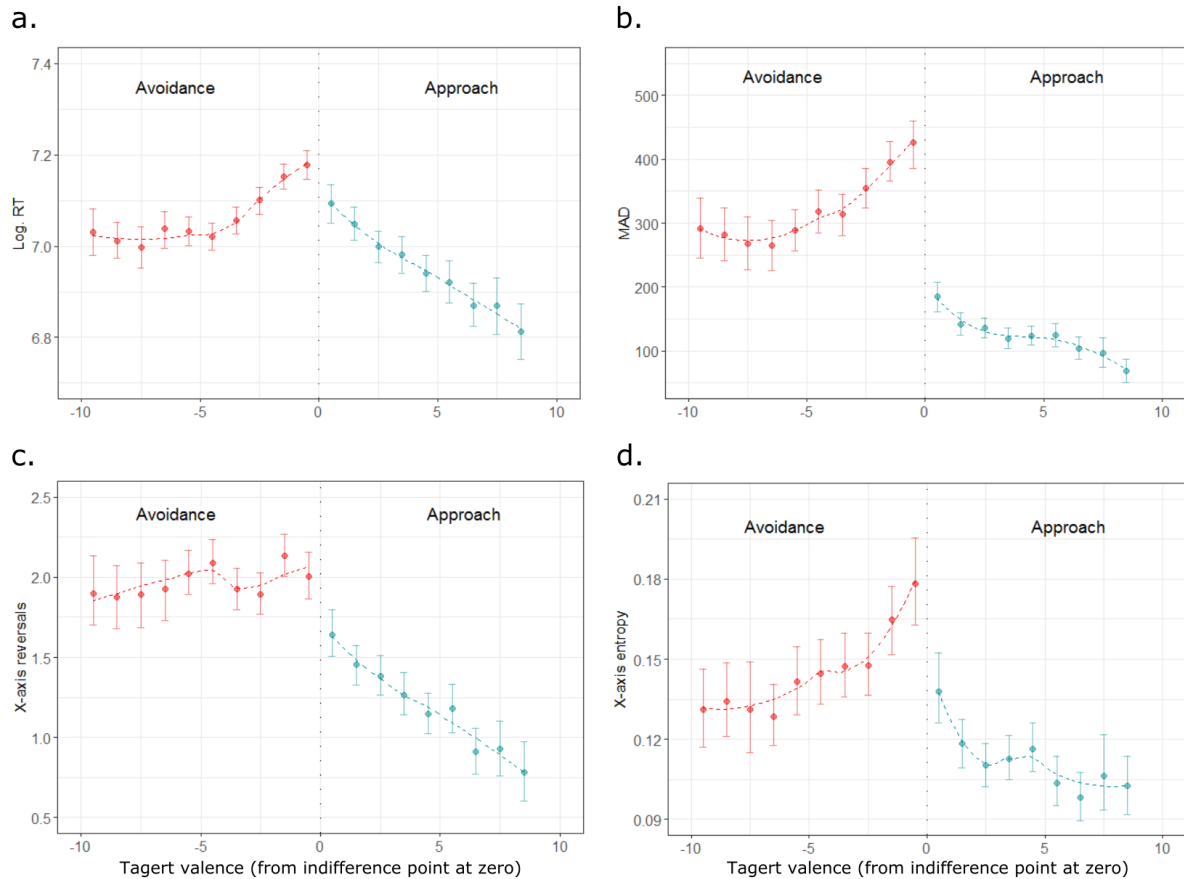 a.
7.4
7.2
7.0
6.8
Log. RT
Avoidance
Approach
-10
-5
0
5
10
b.
500
400
300
200
100
MAD
Avoidance
Approach
-10
-5
0
5
10
c.
2.5
2.0
1.5
1.0
0.5
X-axis reversals
Avoidance
Approach
-10
-5
0
5
10
Tagert valence (from indifference point at zero)
d.
0.21
0.18
0.15
0.12
0.09
X-axis entropy
Avoidance
Approach
-10
-5
0
5
10
Tagert valence (from indifference point at zero)